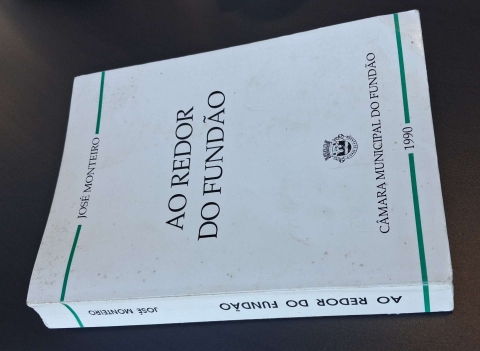 JOSÉ MONTEIRO
AO REDOR
DO FUNDÃO
CÂMARA MUNICIPAL DO FUNDÃO
1990
JOSÉ MONTEIRO
AO REDOR DO FUNDÃO